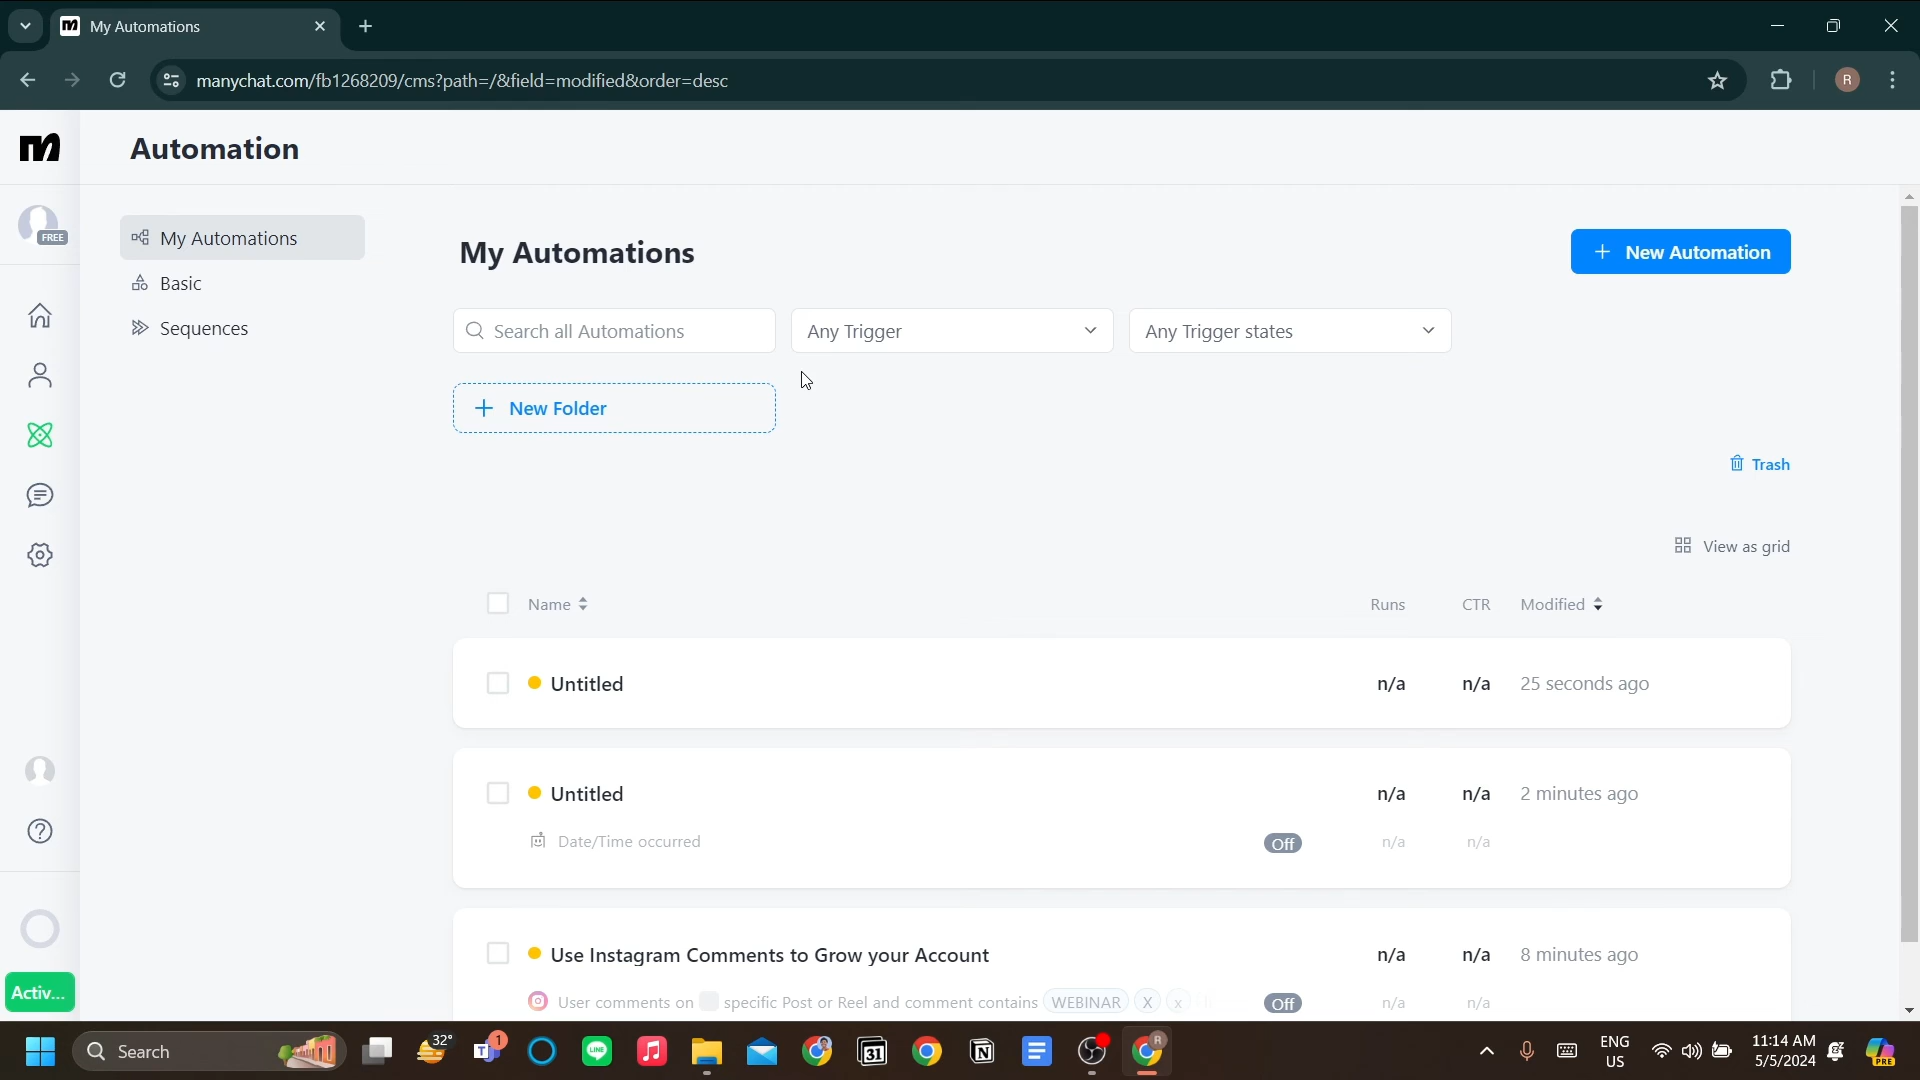 My Automations
manychat.com/fb1268209/cms?path=/&field=modified&order=desc
R
Automation
FREE
My Automations
Basic
Sequences
My Automations
+ New Automation
Search all Automations
Any Trigger
Any Trigger states
+ New Folder
Trash
View as grid
Name
Runs
CTR
Modified
Untitled
n/a
n/a
25 seconds ago
Untitled
n/a
n/a
2 minutes ago
Date/Time occurred
Off
n/a
n/a
Use Instagram Comments to Grow your Account
n/a
n/a
8 minutes ago
User comments on specific Post or Reel and comment contains WEBINAR X x
Off
n/a
n/a
Activ...
Search
32°
1
LINE
31
R
ENG
US
11:14 AM
5/5/2024
PRE